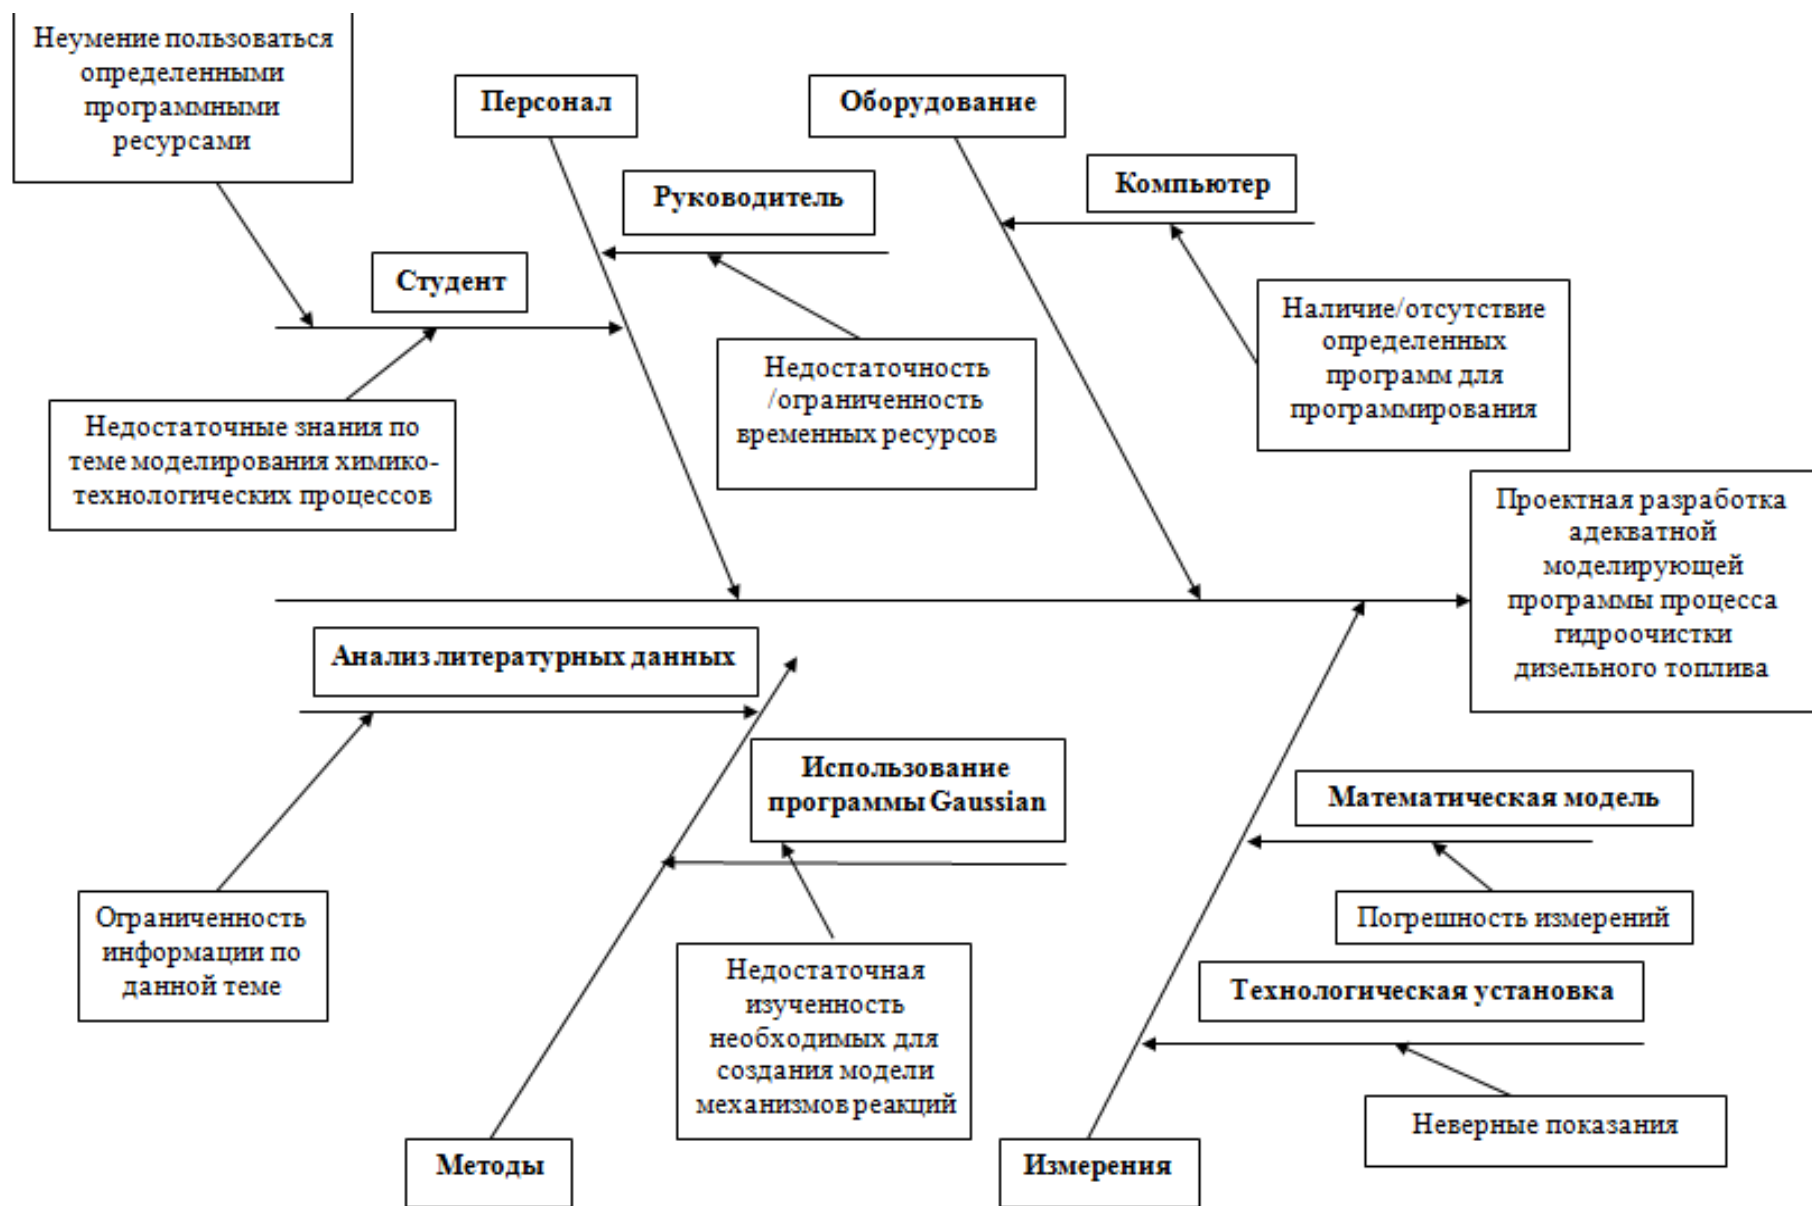 Неумение пользоваться
определенными
программными
ресурсами
Персонал
Оборудование
Руководитель
Компьютер
Студент
Наличие/отсутствие
определенных
программ для
программирования
Недостаточность
/ограниченность
временных ресурсов
Недостаточные знания по
теме моделирования химико-
технологических процессов
Проектная разработка
адекватной
моделирующей
программы процесса
гидроочистки
дизельного топлива
Анализ литературных данных
Использование
программы Gaussian
Математическая модель
Погрешность измерений
Ограниченность
информации по
данной теме
Недостаточная
изученность
необходимых для
создания модели
механизмов реакций
Технологическая установка
Неверные показания
Методы
Измерения